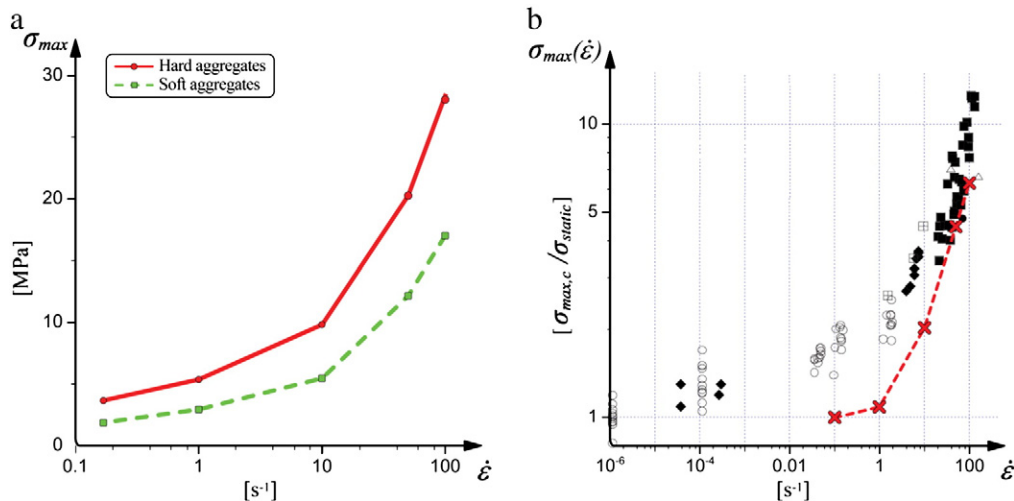 a
σmax
Hard aggregates
Soft aggregates
30
20
10
0
[MPa]
0.1
1
10
100
ε̇
[s⁻¹]
b
σmax(ε̇)
10
5
1
[σmax,c /σstatic]
10⁻⁶
10⁻⁴
0.01
1
100
ε̇
[s⁻¹]